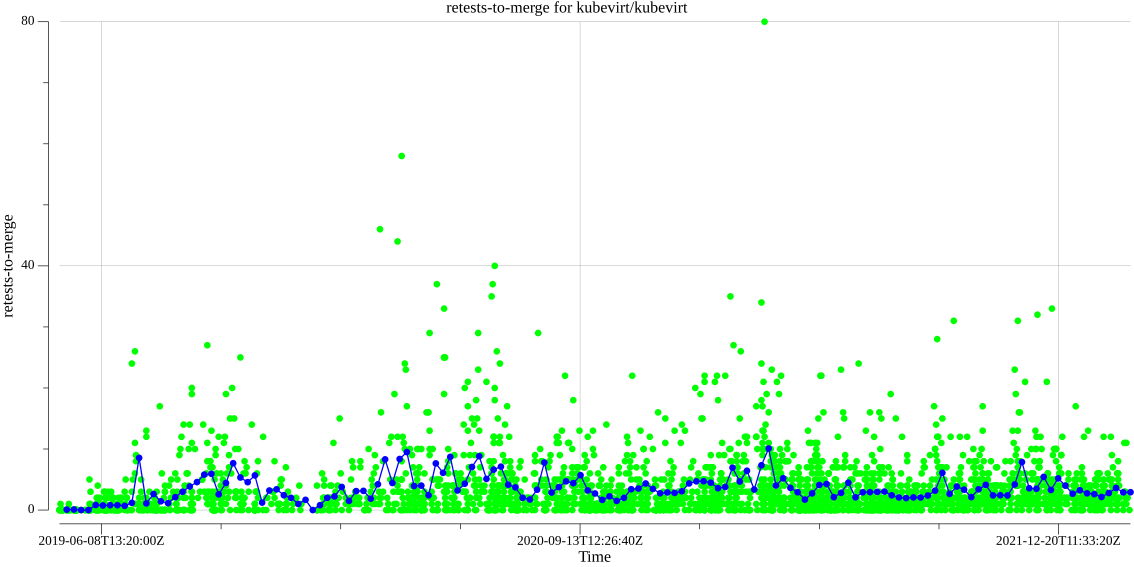 retests-to-merge for kubevirt/kubevirt
80
40
0
retests-to-merge
2019-06-08T13:20:00Z
2020-09-13T12:26:40Z
2021-12-20T11:33:20Z
Time